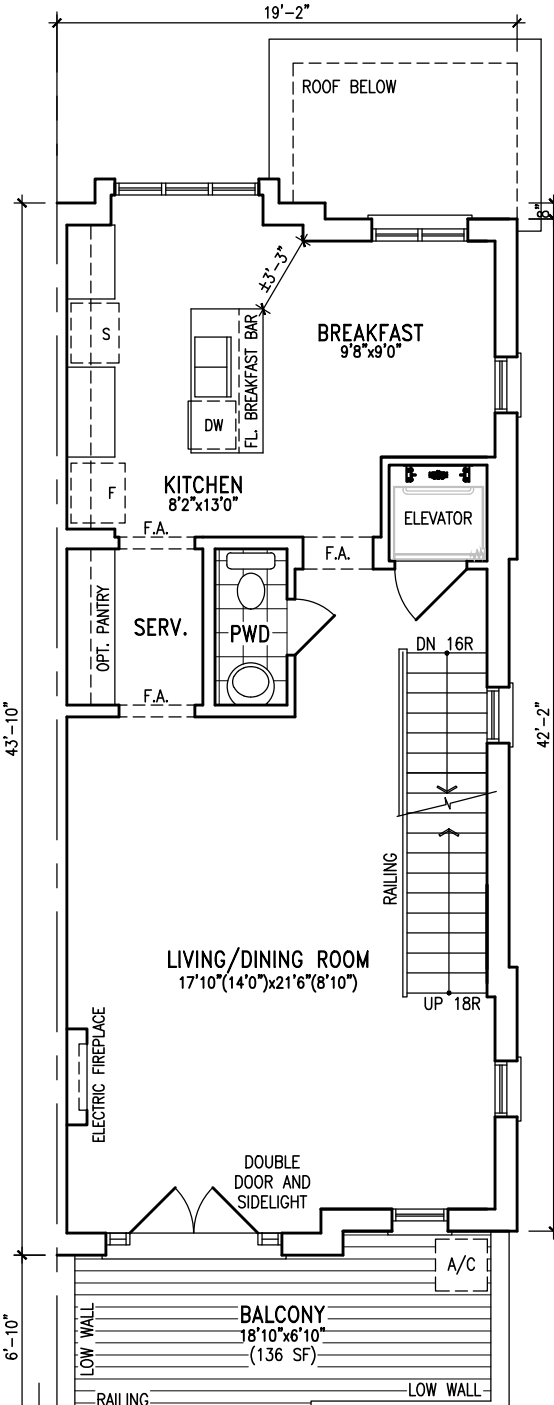 19'-2"
ROOF BELOW
8"
±3'-3"
BREAKFAST
9'8"x9'0"
S
FL. BREAKFAST BAR
DW
KITCHEN
8'2"x13'0"
F
ELEVATOR
F.A.
F.A.
OPT. PANTRY
SERV.
PWD
DN 16R
F.A.
43'-10"
42'-2"
RAILING
LIVING/DINING ROOM
17'10"(14'0")x21'6"(8'10")
UP 18R
ELECTRIC FIREPLACE
DOUBLE
DOOR AND
SIDELIGHT
A/C
6'-10"
LOW WALL
BALCONY
18'10"x6'10"
(136 SF)
LOW WALL
RAILING